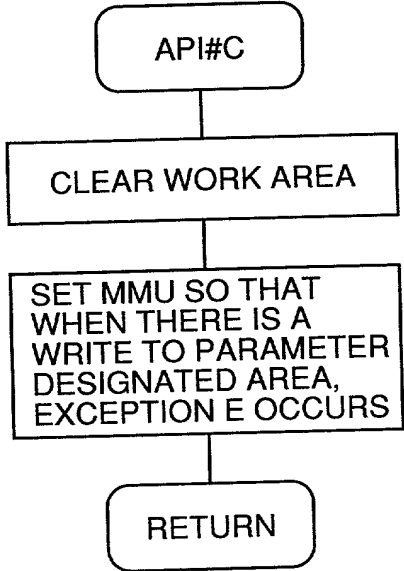 API#C
CLEAR WORK AREA
SET MMU SO THAT
WHEN THERE IS A
WRITE TO PARAMETER
DESIGNATED AREA,
EXCEPTION E OCCURS
RETURN